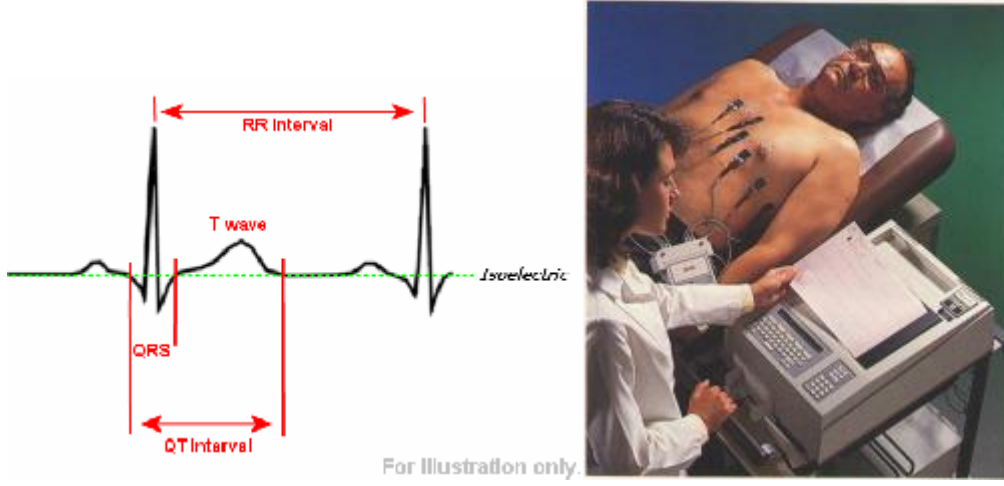 RR Interval
T wave
Isoelectric
QRS
QT Interval
For Illustration only.